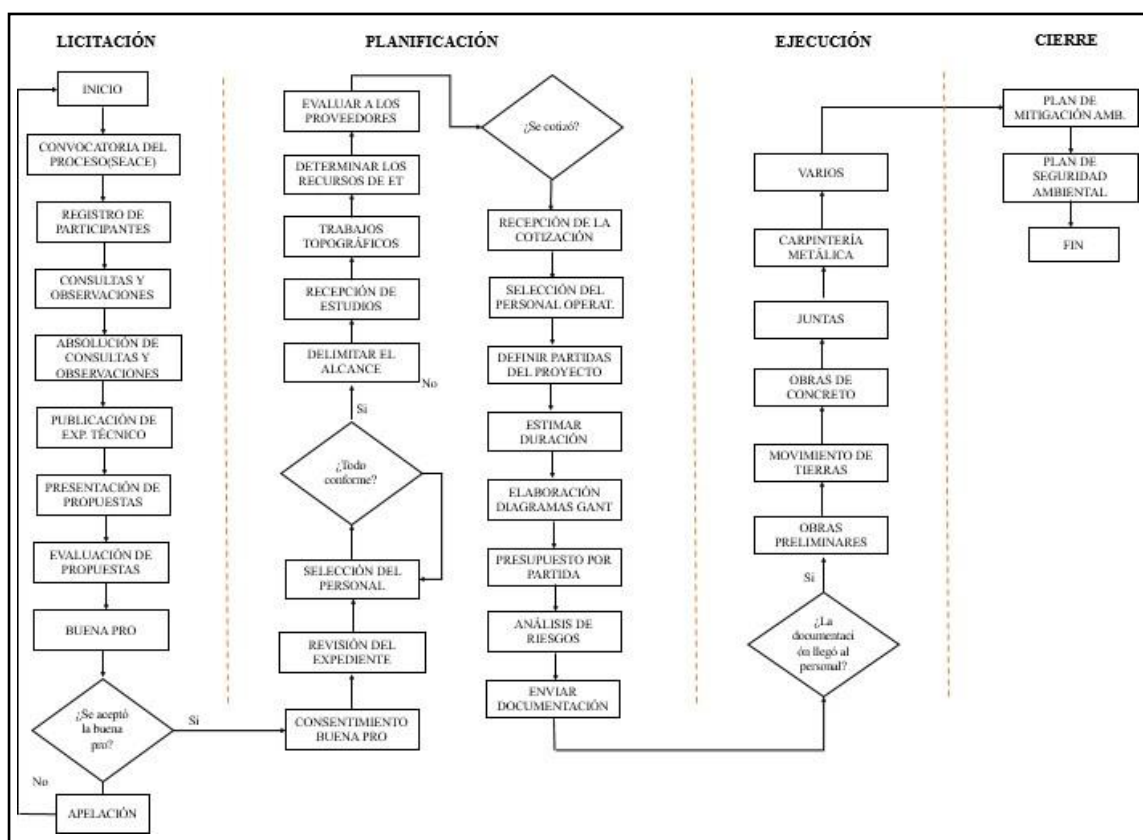 LICITACIÓN
INICIO
CONVOCATORIA DEL
PROCESO(SEACE)
REGISTRO DE
PARTICIPANTES
CONSULTAS Y
OBSERVACIONES
ABSOLUCIÓN DE
CONSULTAS Y
OBSERVACIONES
PUBLICACIÓN DE
EXP. TÉCNICO
PRESENTACIÓN DE
PROPUESTAS
EVALUACIÓN DE
PROPUESTAS
BUENA PRO
¿Se aceptó
la buena
pro?
Si
No
APELACIÓN
PLANIFICACIÓN
EVALUAR A LOS
PROVEEDORES
DETERMINAR LOS
RECURSOS DE ET
TRABAJOS
TOPOGRÁFICOS
RECEPCIÓN DE
ESTUDIOS
DELIMITAR EL
ALCANCE
No
Si
¿Todo
conforme?
SELECCIÓN DEL
PERSONAL
REVISIÓN DEL
EXPEDIENTE
CONSENTIMIENTO
BUENA PRO
¿Se cotizó?
RECEPCIÓN DE LA
COTIZACIÓN
SELECCIÓN DEL
PERSONAL OPERAT.
DEFINIR PARTIDAS
DEL PROYECTO
ESTIMAR
DURACIÓN
ELABORACIÓN
DIAGRAMAS GANT
PRESUPUESTO POR
PARTIDA
ANÁLISIS DE
RIESGOS
ENVIAR
DOCUMENTACIÓN
EJECUCIÓN
VARIOS
CARPINTERÍA
METÁLICA
JUNTAS
OBRAS DE
CONCRETO
MOVIMIENTO DE
TIERRAS
OBRAS
PRELIMINARES
Si
¿La
documentaci
ón llegó al
personal?
CIERRE
PLAN DE
MITIGACIÓN AMB.
PLAN DE
SEGURIDAD
AMBIENTAL
FIN